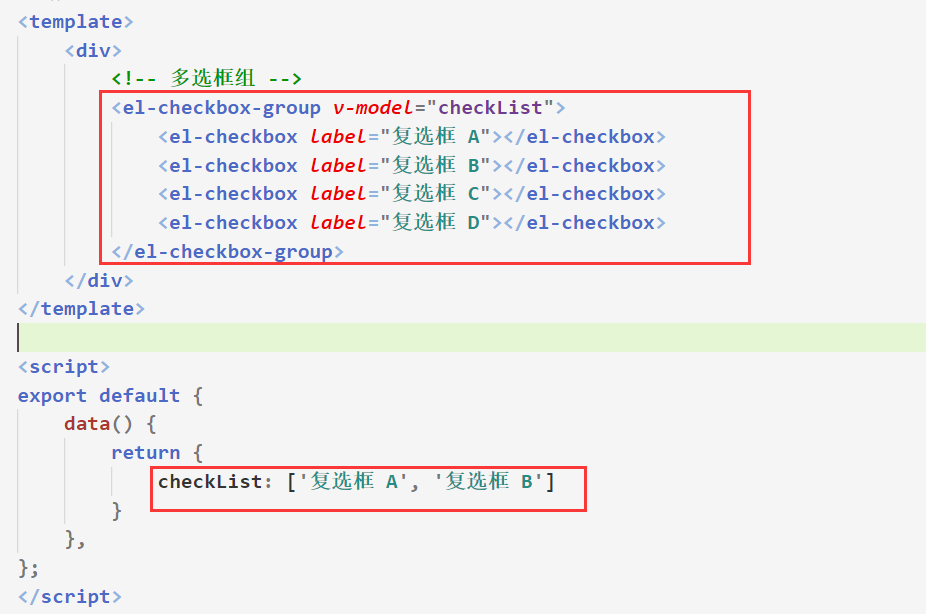 <template>
<div>
<!-- 多选框组 -->
<el-checkbox-group v-model="checkList">
<el-checkbox label="复选框 A"></el-checkbox>
<el-checkbox label="复选框 B"></el-checkbox>
<el-checkbox label="复选框 C"></el-checkbox>
<el-checkbox label="复选框 D"></el-checkbox>
</el-checkbox-group>
</div>
</template>
<script>
export default {
data() {
return {
checkList: ['复选框 A', '复选框 B']
}
},
};
</script>